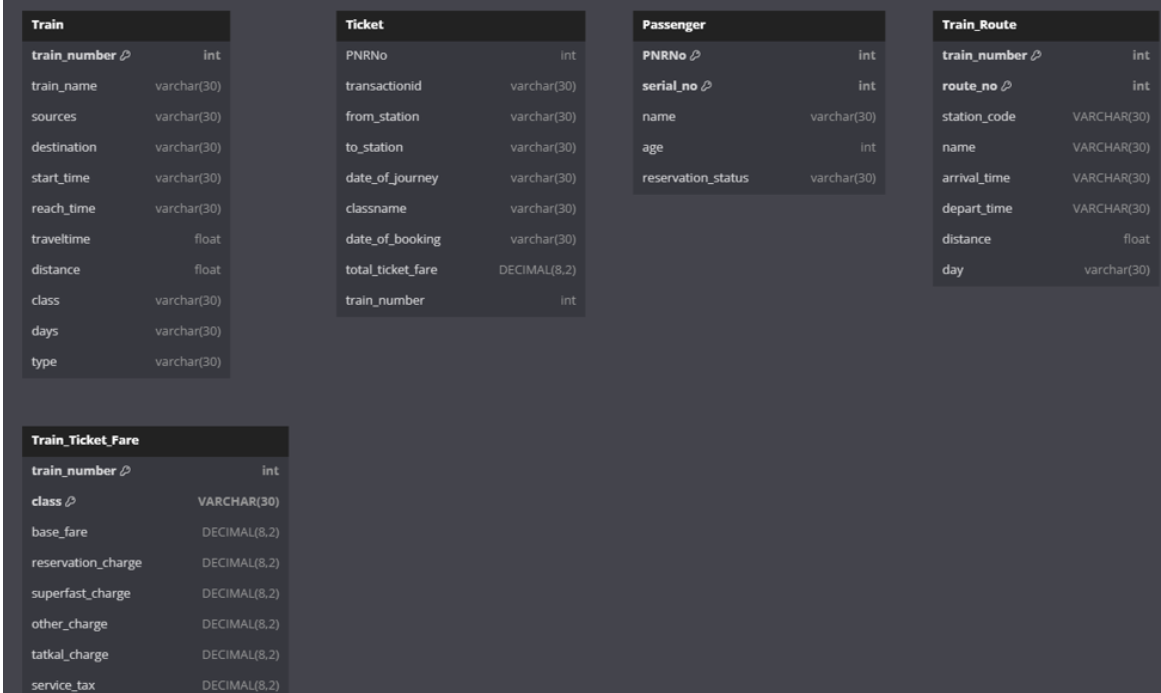 Train
train_number int
train_name varchar(30)
sources varchar(30)
destination varchar(30)
start_time varchar(30)
reach_time varchar(30)
traveltime float
distance float
class varchar(30)
days varchar(30)
type varchar(30)
Ticket
PNRNo int
transactionid varchar(30)
from_station varchar(30)
to_station varchar(30)
date_of_journey varchar(30)
classname varchar(30)
date_of_booking varchar(30)
total_ticket_fare DECIMAL(8,2)
train_number int
Passenger
PNRNo int
serial_no int
name varchar(30)
age int
reservation_status varchar(30)
Train_Route
train_number int
route_no int
station_code VARCHAR(30)
name VARCHAR(30)
arrival_time VARCHAR(30)
depart_time VARCHAR(30)
distance float
day varchar(30)
Train_Ticket_Fare
train_number int
class VARCHAR(30)
base_fare DECIMAL(8,2)
reservation_charge DECIMAL(8,2)
superfast_charge DECIMAL(8,2)
other_charge DECIMAL(8,2)
tatkal_charge DECIMAL(8,2)
service_tax DECIMAL(8,2)